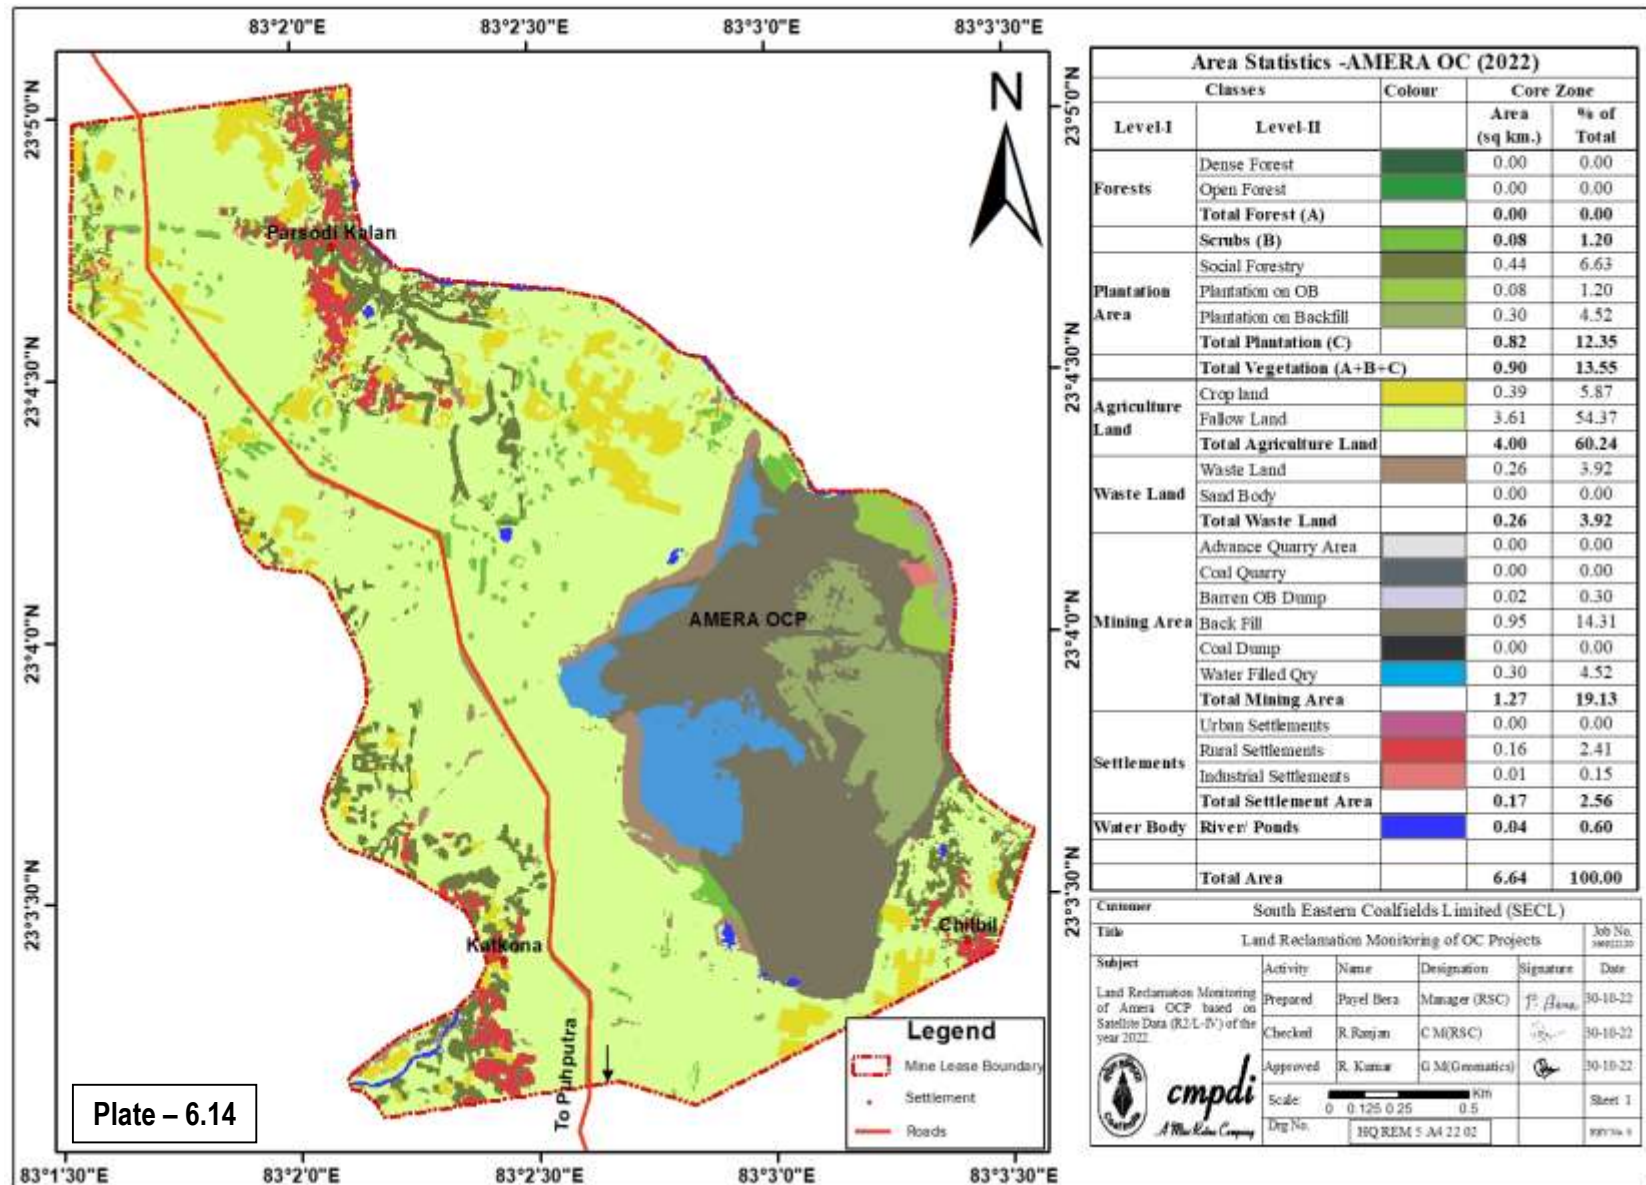 83°2'0"E 83°2'30"E 83°3'0"E 83°3'30"E
23°5'0"N
23°4'30"N
23°4'0"N
23°3'30"N
23°5'0"N
23°4'30"N
23°4'0"N
23°3'30"N
N
Parsodi Kalan
AMERA OCP
Katkona
Chilbil
To Puhputra
Plate – 6.14
Legend
Mine Lease Boundary
Settlement
Roads
83°1'30"E 83°2'0"E 83°2'30"E 83°3'0"E 83°3'30"E
Area Statistics -AMERA OC (2022)
Classes Colour Core Zone
Level-I Level-II Area (sq km.) % of Total
Forests
Dense Forest 0.00 0.00
Open Forest 0.00 0.00
Total Forest (A) 0.00 0.00
Scrubs (B) 0.08 1.20
Plantation Area
Social Forestry 0.44 6.63
Plantation on OB 0.08 1.20
Plantation on Backfill 0.30 4.52
Total Plantation (C) 0.82 12.35
Total Vegetation (A+B+C) 0.90 13.55
Agriculture Land
Crop land 0.39 5.87
Fallow Land 3.61 54.37
Total Agriculture Land 4.00 60.24
Waste Land
Waste Land 0.26 3.92
Sand Body 0.00 0.00
Total Waste Land 0.26 3.92
Mining Area
Advance Quarry Area 0.00 0.00
Coal Quarry 0.00 0.00
Barren OB Dump 0.02 0.30
Back Fill 0.95 14.31
Coal Dump 0.00 0.00
Water Filled Qry 0.30 4.52
Total Mining Area 1.27 19.13
Settlements
Urban Settlements 0.00 0.00
Rural Settlements 0.16 2.41
Industrial Settlements 0.01 0.15
Total Settlement Area 0.17 2.56
Water Body River/ Ponds 0.04 0.60
Total Area 6.64 100.00
Customer South Eastern Coalfields Limited (SECL)
Title Land Reclamation Monitoring of OC Projects Job No.
Subject Activity Name Designation Signature Date
Land Reclamation Monitoring
of Amera OCP based on
Satellite Data (R2/L-IV) of the
year 2022.
Prepared Payel Bera Manager (RSC) P. Bera 30-10-22
Checked R.Ranjan C M(RSC) 30-10-22
Approved R. Kumar G M(Geomatics) 30-10-22
cmpdi
A Mini Ratna Company
Scale: 0 0.125 0.25 0.5 Km Sheet 1
Drg No. HQ REM 5 A4 22 02